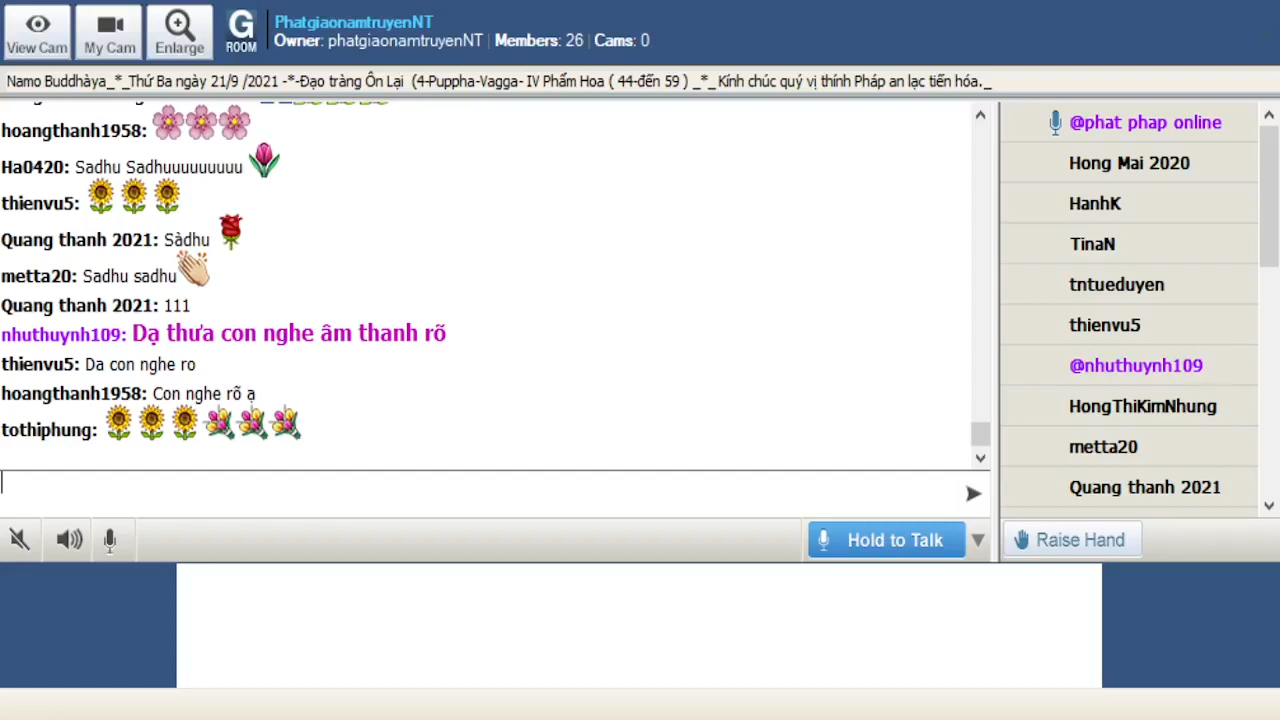 View Cam
My Cam
Enlarge
G
ROOM
PhatgiaonamtruyenNT
Owner: phatgiaonamtruyenNT | Members: 26 | Cams: 0
Namo Buddhàya_*_Thứ Ba ngày 21/9 /2021 -*-Đạo tràng Ôn Lại (4-Puppha-Vagga- IV Phẩm Hoa ( 44-đến 59 ) _*_Kính chúc quý vị thính Pháp an lạc tiến hóa._
hoangthanh1958:
Ha0420: Sadhu Sadhuuuuuuuuu
thienvu5:
Quang thanh 2021: Sàdhu
metta20: Sadhu sadhu
Quang thanh 2021: 111
nhuthuynh109: Dạ thưa con nghe âm thanh rõ
thienvu5: Da con nghe ro
hoangthanh1958: Con nghe rõ ạ
tothiphung:
@phat phap online
Hong Mai 2020
HanhK
TinaN
tntueduyen
thienvu5
@nhuthuynh109
HongThiKimNhung
metta20
Quang thanh 2021
Hold to Talk
Raise Hand